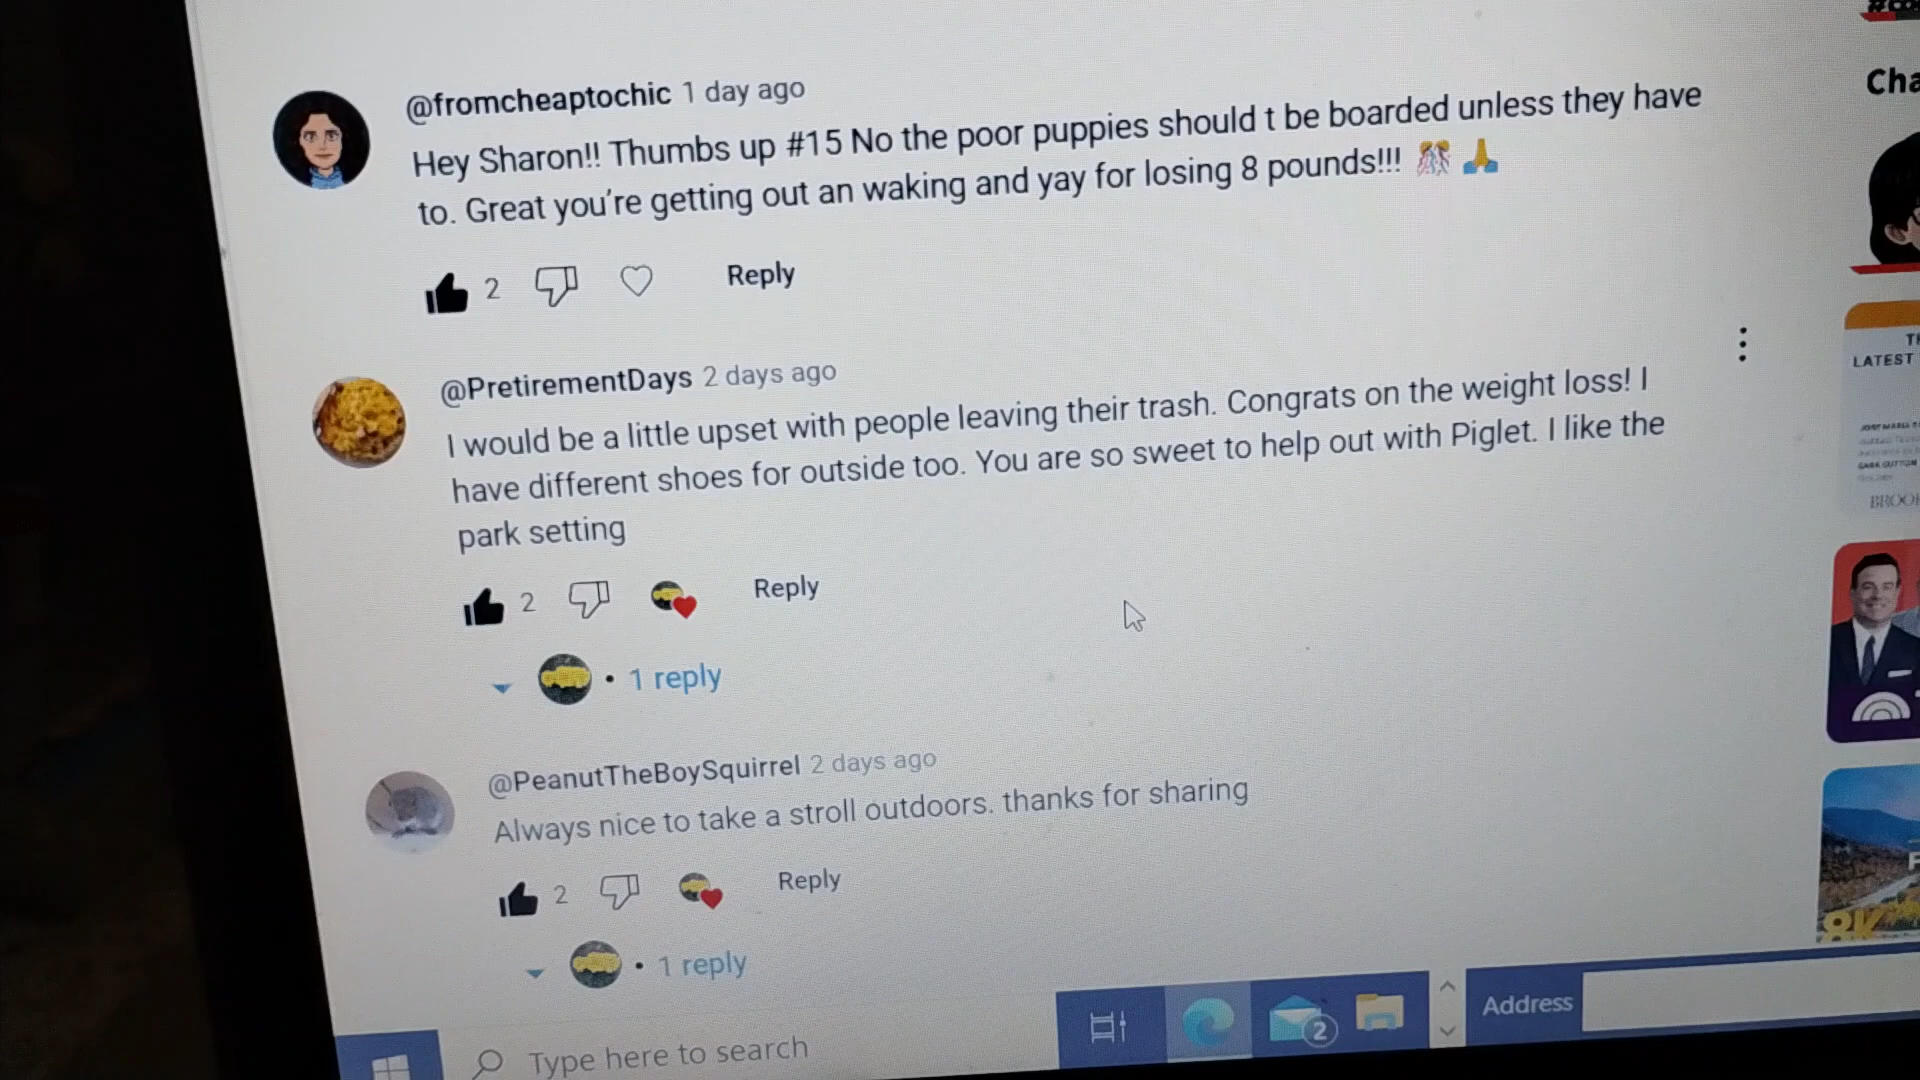 Cha
@fromcheaptochic 1 day ago
Hey Sharon!! Thumbs up #15 No the poor puppies should t be boarded unless they have
to. Great you're getting out an waking and yay for losing 8 pounds!!!
2 Reply
@PretirementDays 2 days ago
I would be a little upset with people leaving their trash. Congrats on the weight loss! I
have different shoes for outside too. You are so sweet to help out with Piglet. I like the
park setting
LATEST
2 Reply
• 1 reply
@PeanutTheBoySquirrel 2 days ago
Always nice to take a stroll outdoors. thanks for sharing
2 Reply
• 1 reply
8K
Type here to search
2
Address